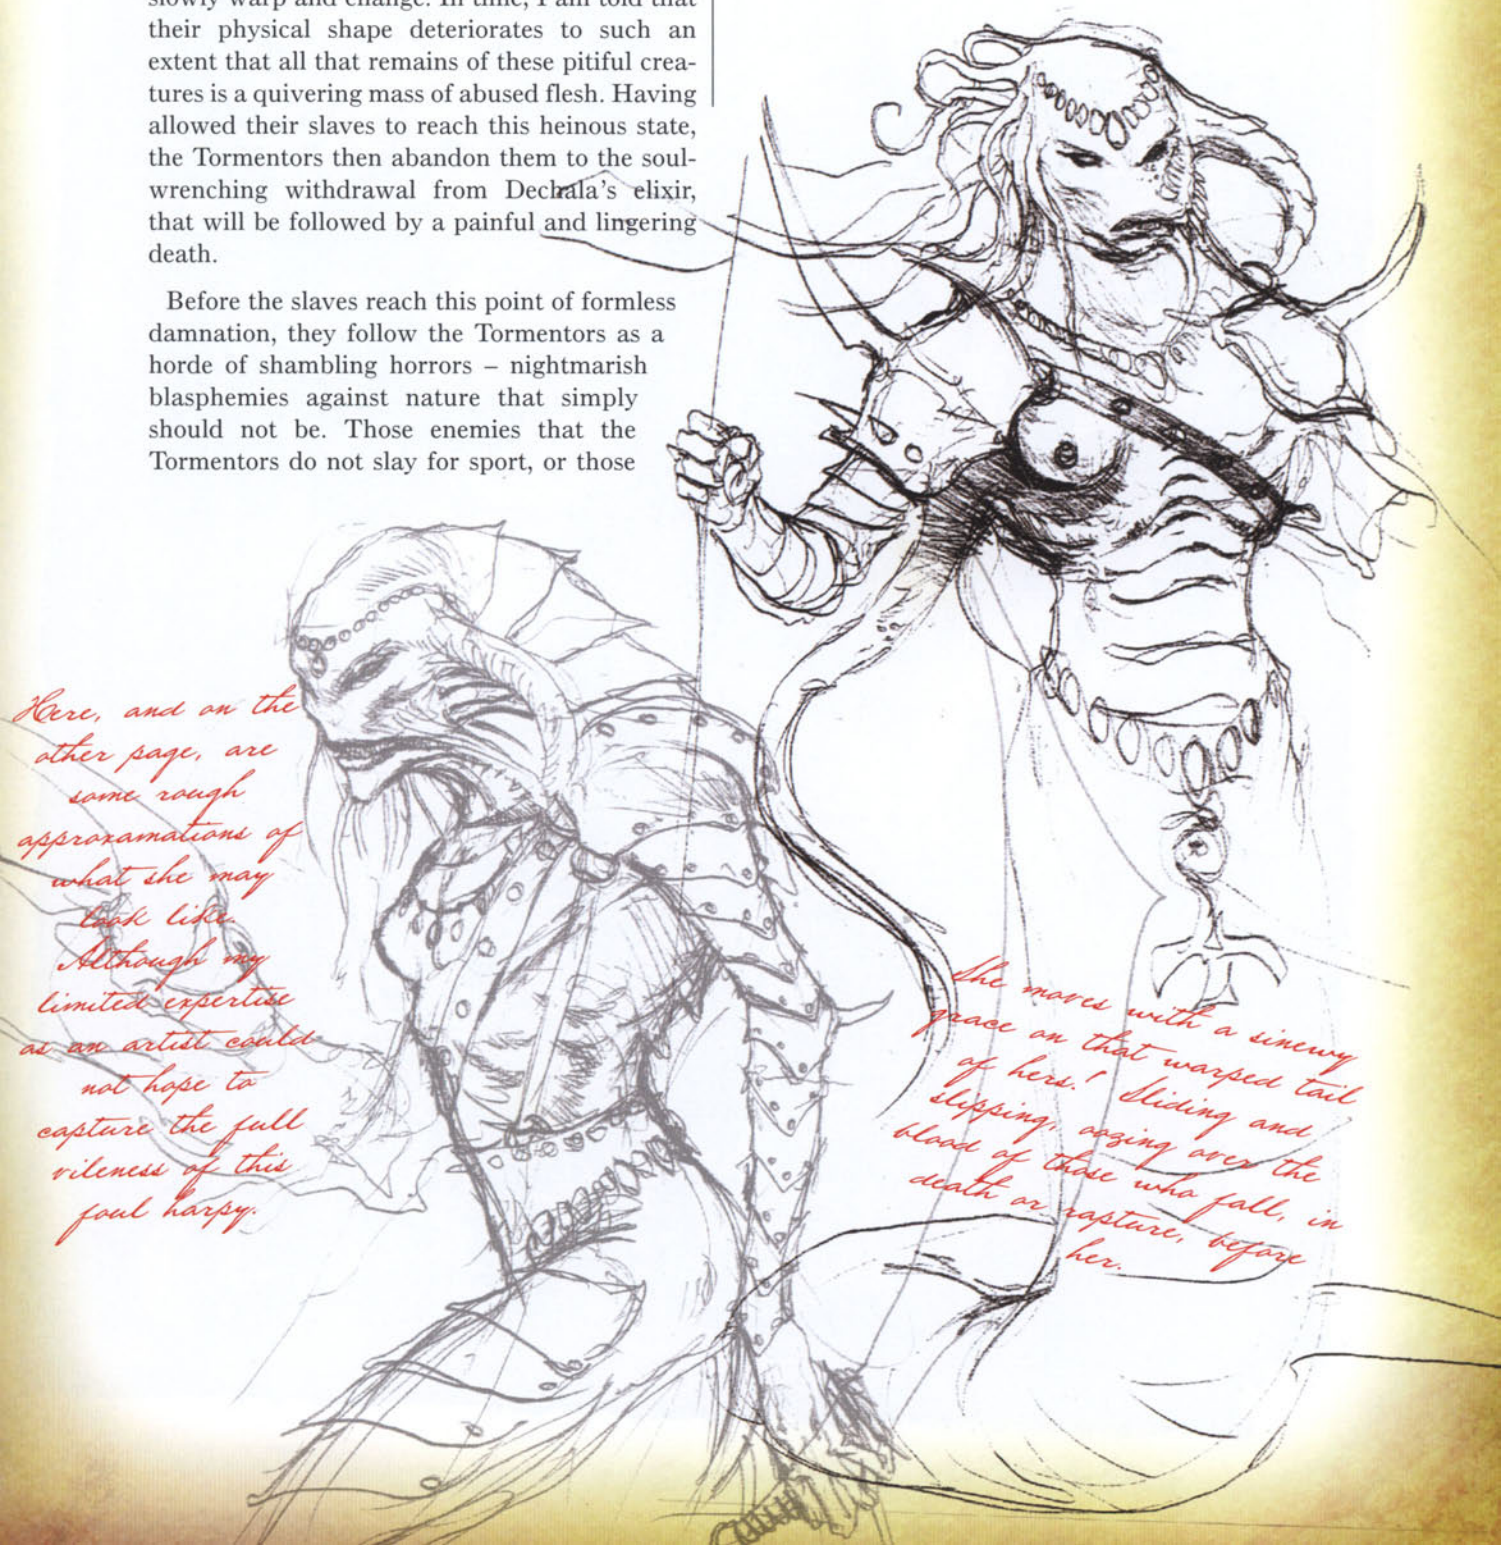 slowly warp and change. In time, I am told that
their physical shape deteriorates to such an
extent that all that remains of these pitiful crea-
tures is a quivering mass of abused flesh. Having
allowed their slaves to reach this heinous state,
the Tormentors then abandon them to the soul-
wrenching withdrawal from Dechala's elixir,
that will be followed by a painful and lingering
death.
Before the slaves reach this point of formless
damnation, they follow the Tormentors as a
horde of shambling horrors – nightmarish
blasphemies against nature that simply
should not be. Those enemies that the
Tormentors do not slay for sport, or those
Here, and on the
other page, are
some rough
approxamations of
what she may
look like.
Although my
limited expertise
as an artist could
not hope to
capture the full
vileness of this
foul harpy.
She moves with a sinewy
grace on that warped tail
of hers! Sliding and
slipping, oozing over the
blood of those who fall, in
death or rapture, before
her.